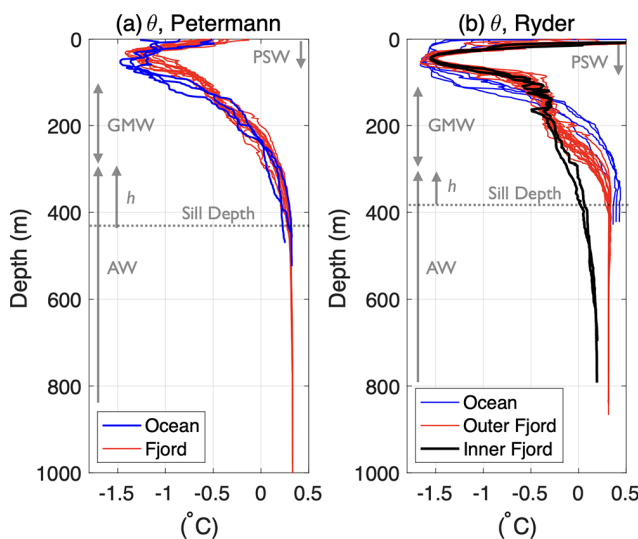 (a) θ, Petermann
(b) θ, Ryder
0
200
400
600
800
1000
Depth (m)
PSW
GMW
h
Sill Depth
AW
Ocean
Fjord
-1.5 -1 -0.5 0 0.5
(°C)
0
200
400
600
800
1000
Depth (m)
PSW
GMW
h
Sill Depth
AW
Ocean
Outer Fjord
Inner Fjord
-1.5 -1 -0.5 0 0.5
(°C)